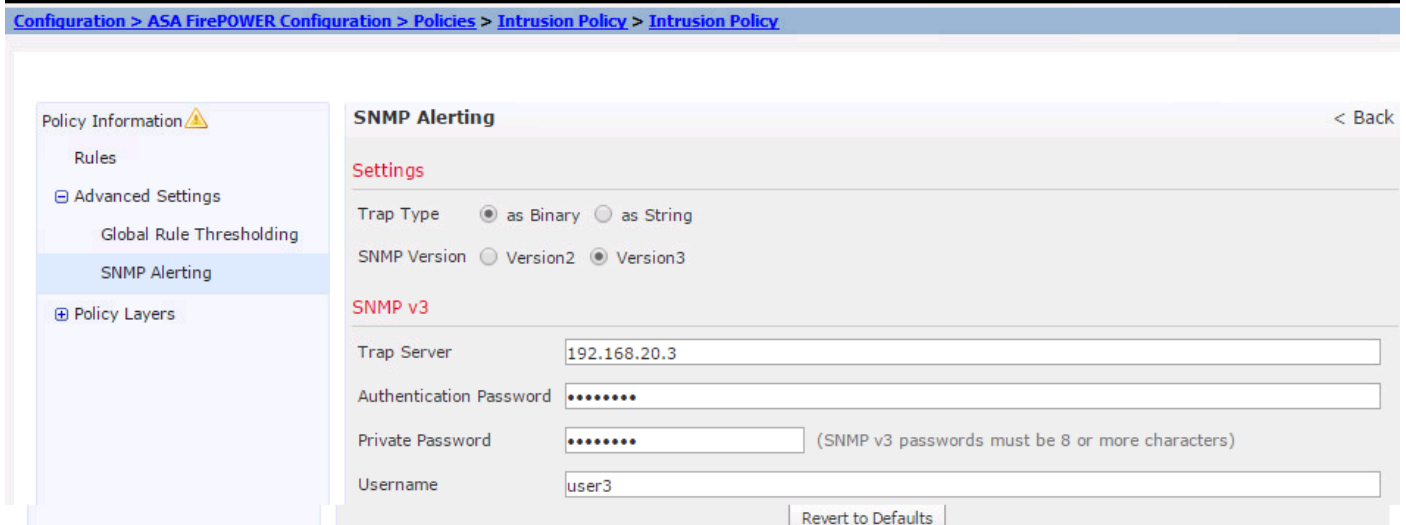 Configuration > ASA FirePOWER Configuration > Policies > Intrusion Policy > Intrusion Policy
Policy Information
Rules
Advanced Settings
Global Rule Thresholding
SNMP Alerting
Policy Layers
SNMP Alerting
< Back
Settings
Trap Type as Binary as String
SNMP Version Version2 Version3
SNMP v3
Trap Server 192.168.20.3
Authentication Password ••••••••
Private Password •••••••• (SNMP v3 passwords must be 8 or more characters)
Username user3
Revert to Defaults